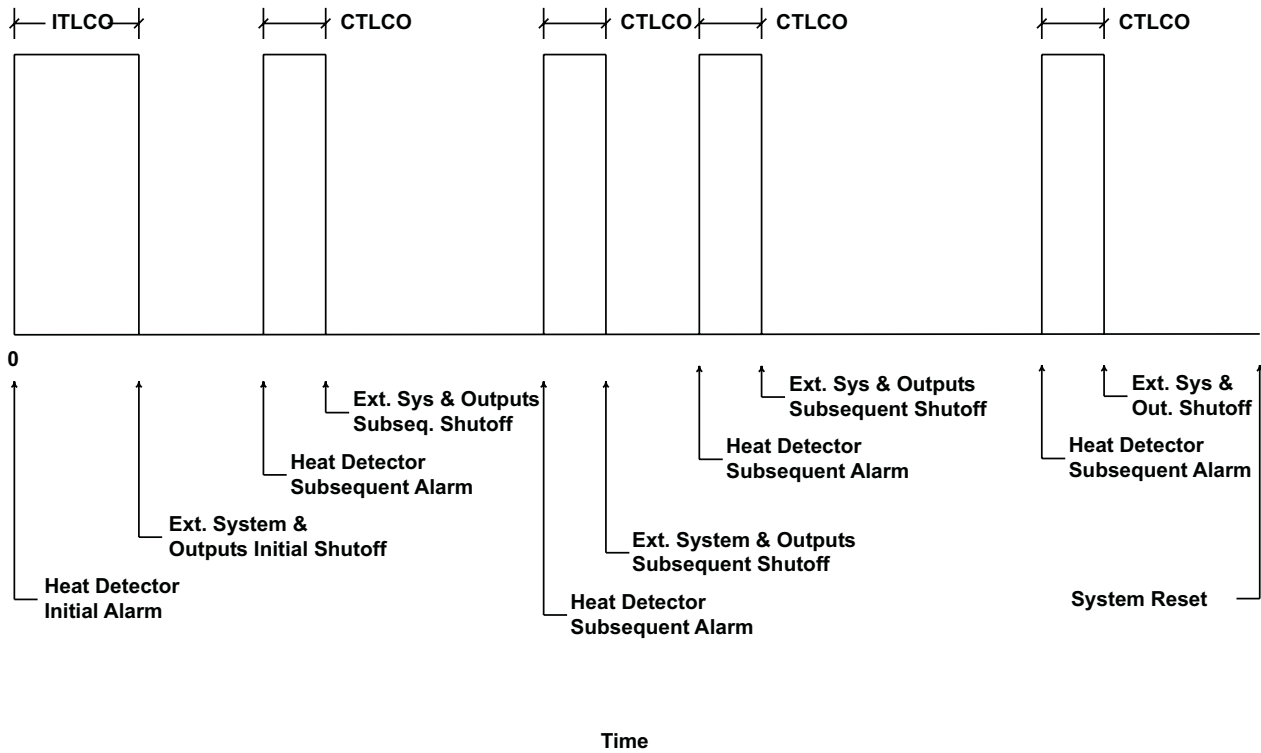 ITLCO
CTLCO
CTLCO
CTLCO
CTLCO
0
Ext. Sys & Outputs
Subseq. Shutoff
Ext. Sys & Outputs
Subsequent Shutoff
Ext. Sys &
Out. Shutoff
Heat Detector
Subsequent Alarm
Heat Detector
Subsequent Alarm
Heat Detector
Subsequent Alarm
Ext. System &
Outputs Initial Shutoff
Ext. System & Outputs
Subsequent Shutoff
Heat Detector
Initial Alarm
Heat Detector
Subsequent Alarm
System Reset
Time